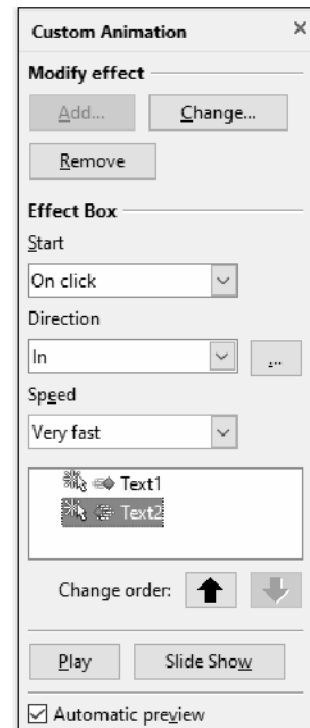 Custom Animation
Modify effect
Add... Change...
Remove
Effect Box
Start
On click
Direction
In ...
Speed
Very fast
Text1
Text2
Change order:
Play Slide Show
Automatic preview